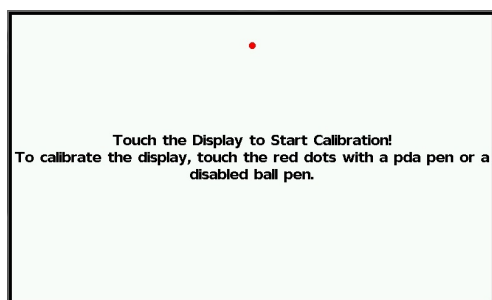 Touch the Display to Start Calibration!
To calibrate the display, touch the red dots with a pda pen or a
disabled ball pen.